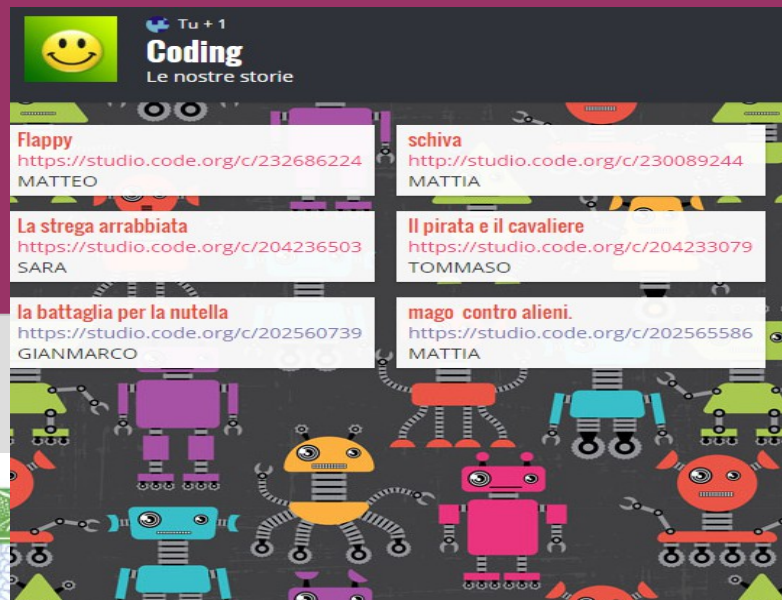 Tu + 1
Coding
Le nostre storie
Flappy
https://studio.code.org/c/232686224
MATTEO
schiva
http://studio.code.org/c/230089244
MATTIA
La strega arrabbiata
https://studio.code.org/c/204236503
SARA
Il pirata e il cavaliere
https://studio.code.org/c/204233079
TOMMASO
la battaglia per la nutella
https://studio.code.org/c/202560739
GIANMARCO
mago  contro alieni.
https://studio.code.org/c/202565586
MATTIA